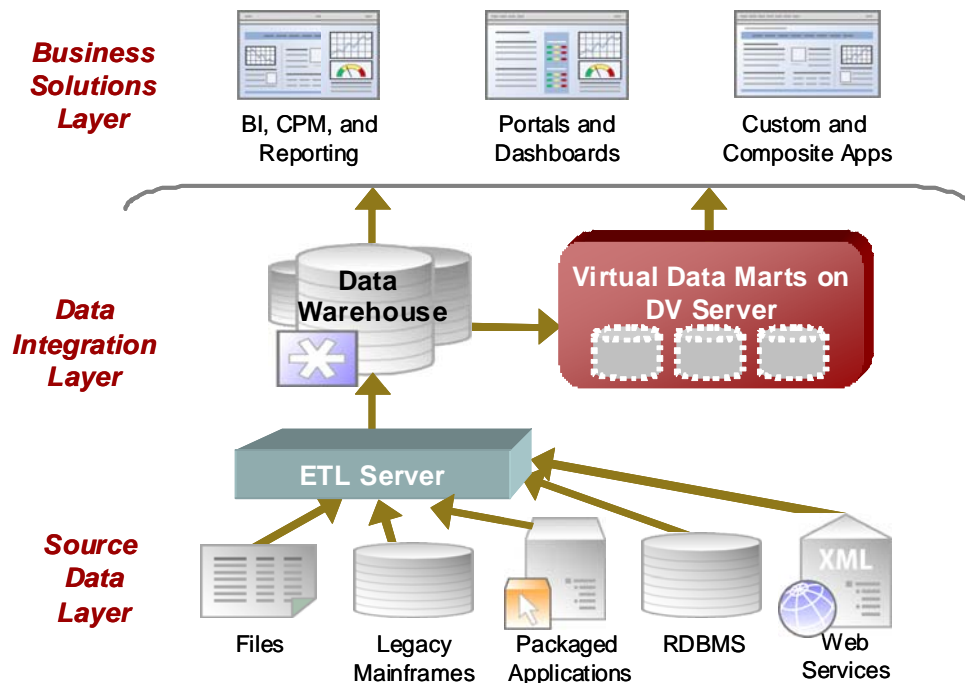 Business
Solutions
Layer
BI, CPM, and
Reporting
Portals and
Dashboards
Custom and
Composite Apps
Data
Integration
Layer
Data
Warehouse
Virtual Data Marts on
DV Server
ETL Server
Source
Data
Layer
XML
Files
Legacy
Mainframes
Packaged
Applications
RDBMS
Web
Services